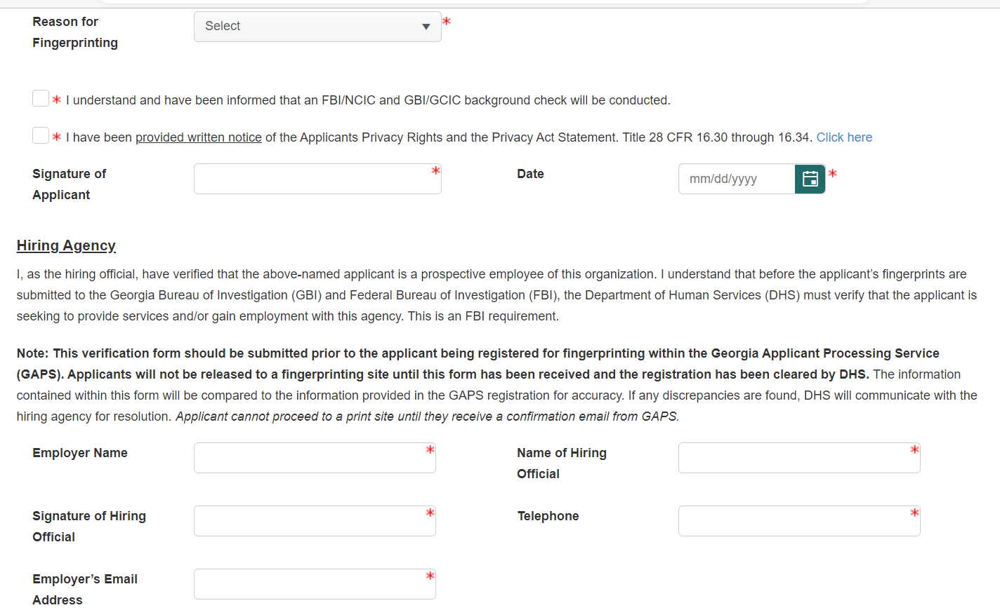 Reason for
Fingerprinting
Select
*
* I understand and have been informed that an FBI/NCIC and GBI/GCIC background check will be conducted.
* I have been provided written notice of the Applicants Privacy Rights and the Privacy Act Statement. Title 28 CFR 16.30 through 16.34. Click here
Signature of
Applicant
*
Date
mm/dd/yyyy
*
Hiring Agency
I, as the hiring official, have verified that the above-named applicant is a prospective employee of this organization. I understand that before the applicant’s fingerprints are
submitted to the Georgia Bureau of Investigation (GBI) and Federal Bureau of Investigation (FBI), the Department of Human Services (DHS) must verify that the applicant is
seeking to provide services and/or gain employment with this agency. This is an FBI requirement.
Note: This verification form should be submitted prior to the applicant being registered for fingerprinting within the Georgia Applicant Processing Service
(GAPS). Applicants will not be released to a fingerprinting site until this form has been received and the registration has been cleared by DHS. The information
contained within this form will be compared to the information provided in the GAPS registration for accuracy. If any discrepancies are found, DHS will communicate with the
hiring agency for resolution. Applicant cannot proceed to a print site until they receive a confirmation email from GAPS.
Employer Name
*
Name of Hiring
Official
*
Signature of Hiring
Official
*
Telephone
*
Employer’s Email
Address
*